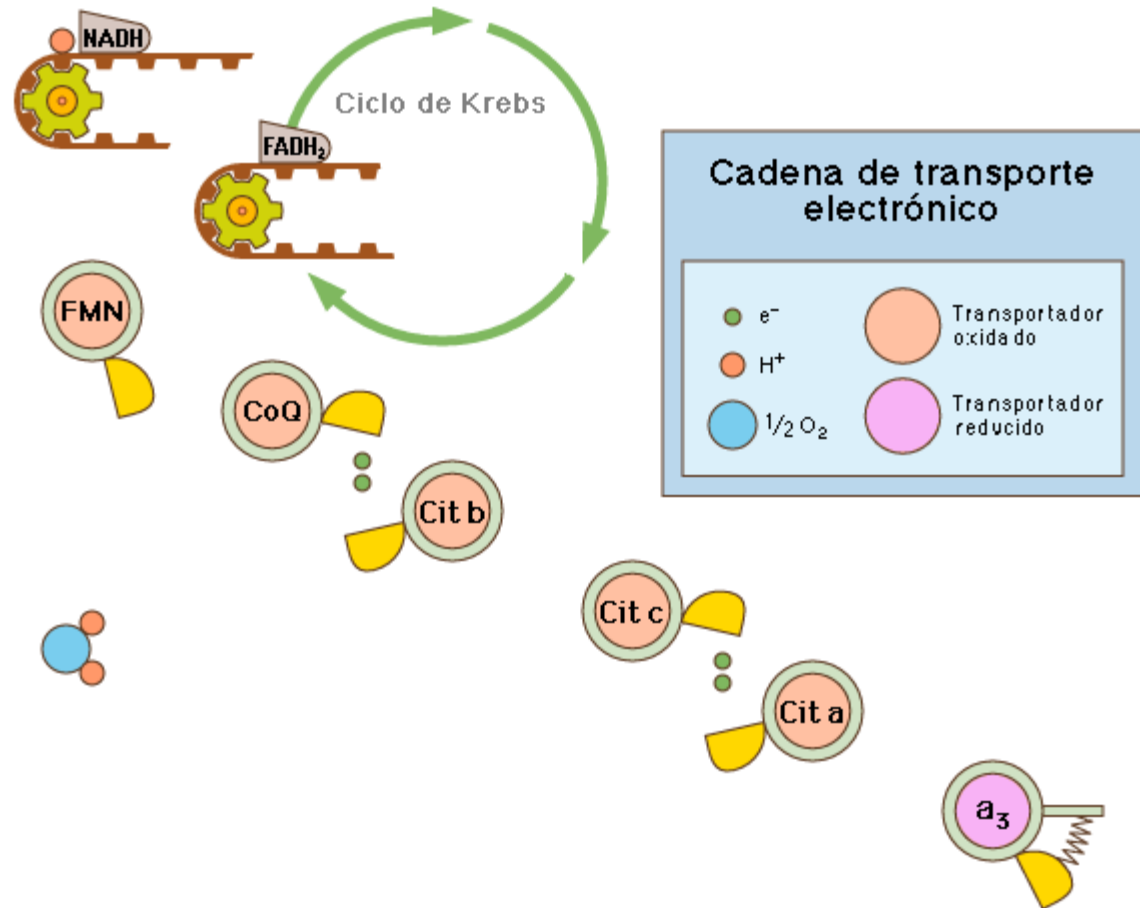 NADH
Ciclo de Krebs
FADH₂
Cadena de transporte
electrónico
e⁻
H⁺
1/2 O₂
Transportador
oxidado
Transportador
reducido
FMN
CoQ
Cit b
Cit c
Cit a
a₃